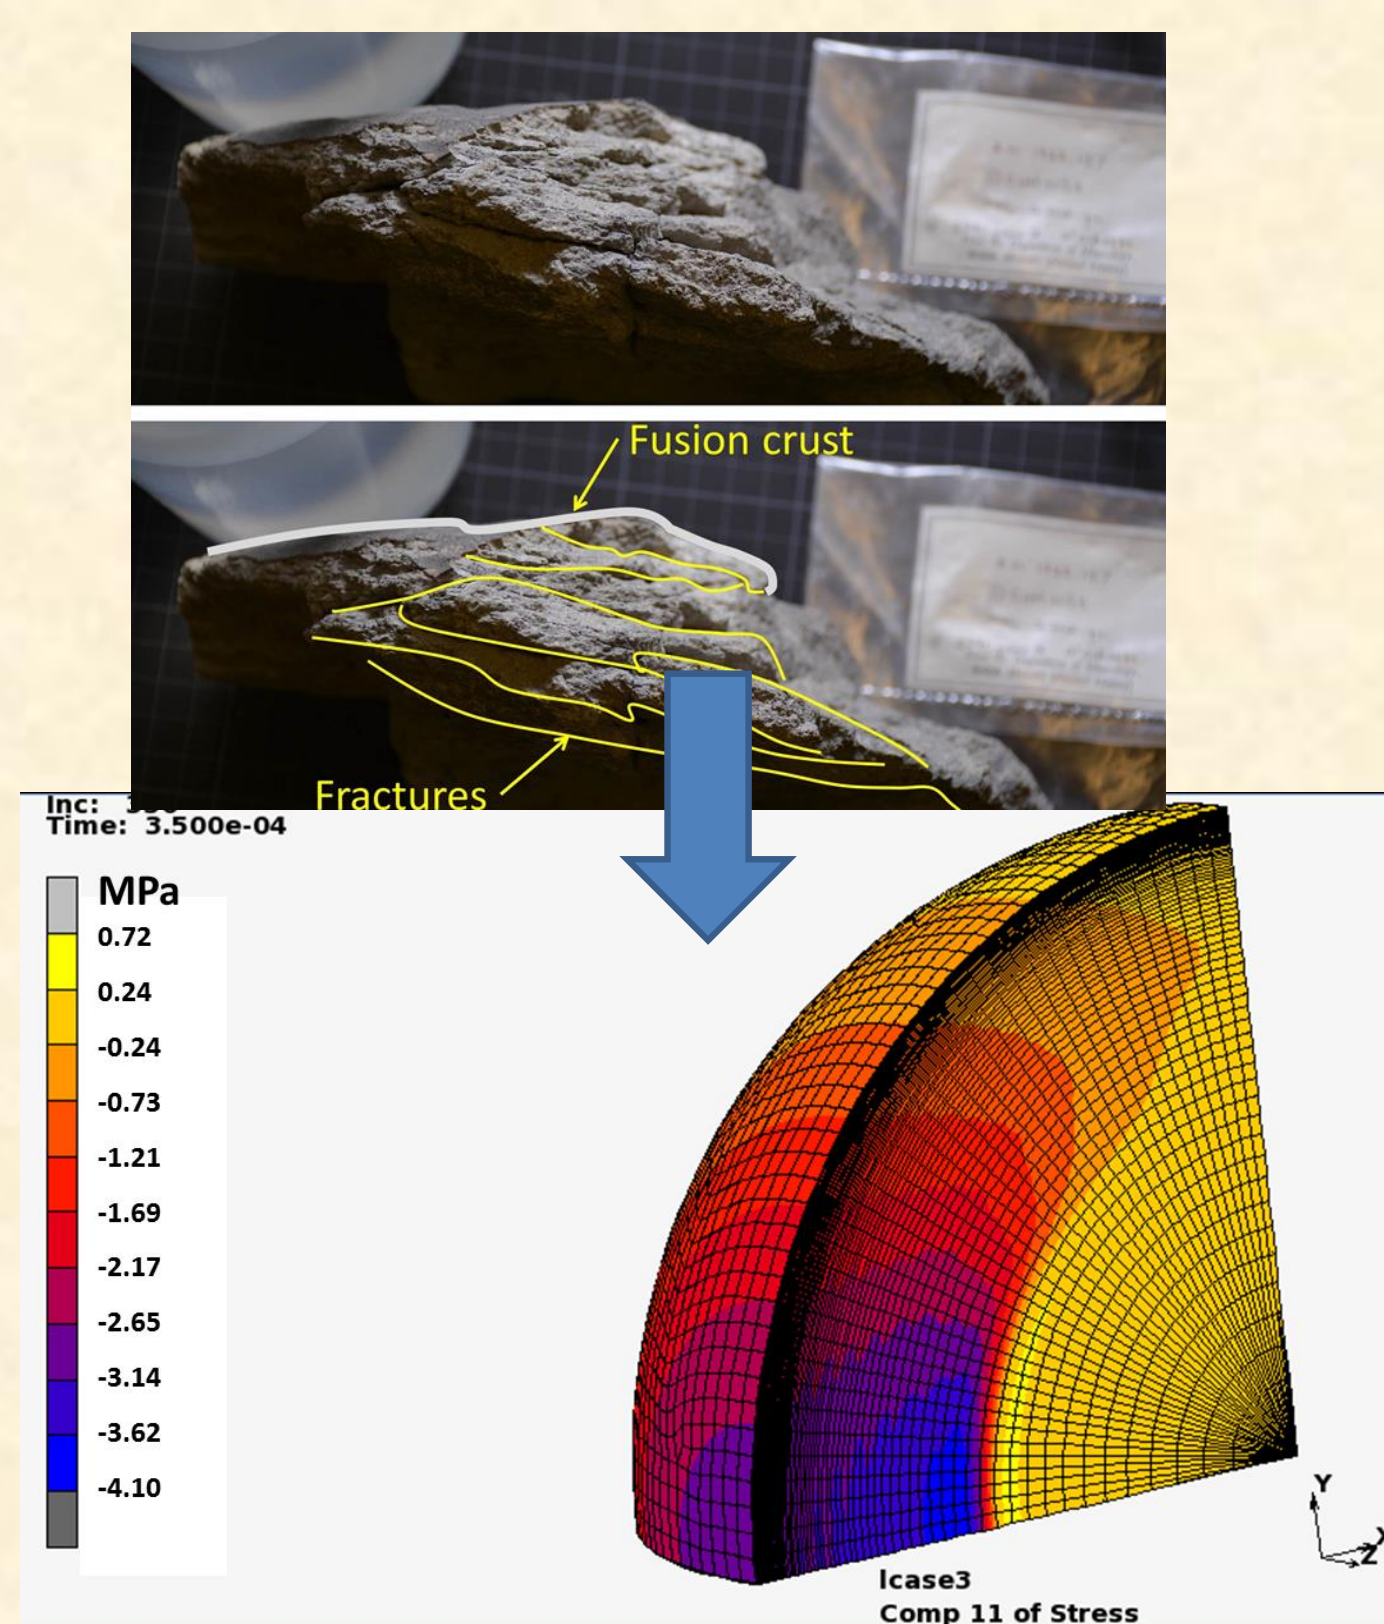 Fusion crust
Fractures
Inc:
Time: 3.500e-04
MPa
0.72
0.24
-0.24
-0.73
-1.21
-1.69
-2.17
-2.65
-3.14
-3.62
-4.10
Y
X
Z
lcase3
Comp 11 of Stress